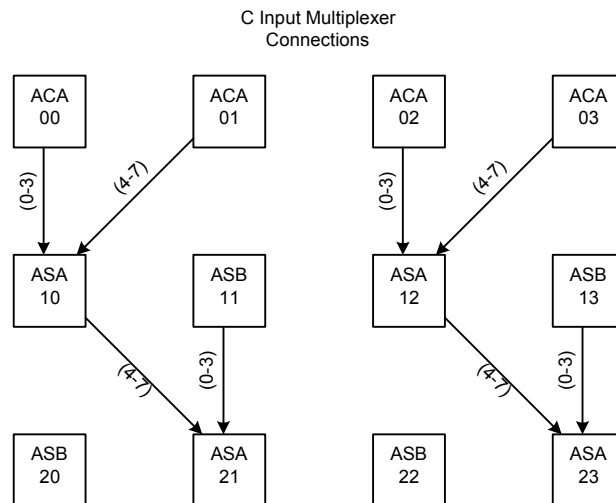 C Input Multiplexer
Connections
ACA
00
ACA
01
ACA
02
ACA
03
(0-3)
(4-7)
(0-3)
(4-7)
ASA
10
ASB
11
ASA
12
ASB
13
(4-7)
(0-3)
(4-7)
(0-3)
ASB
20
ASA
21
ASB
22
ASA
23